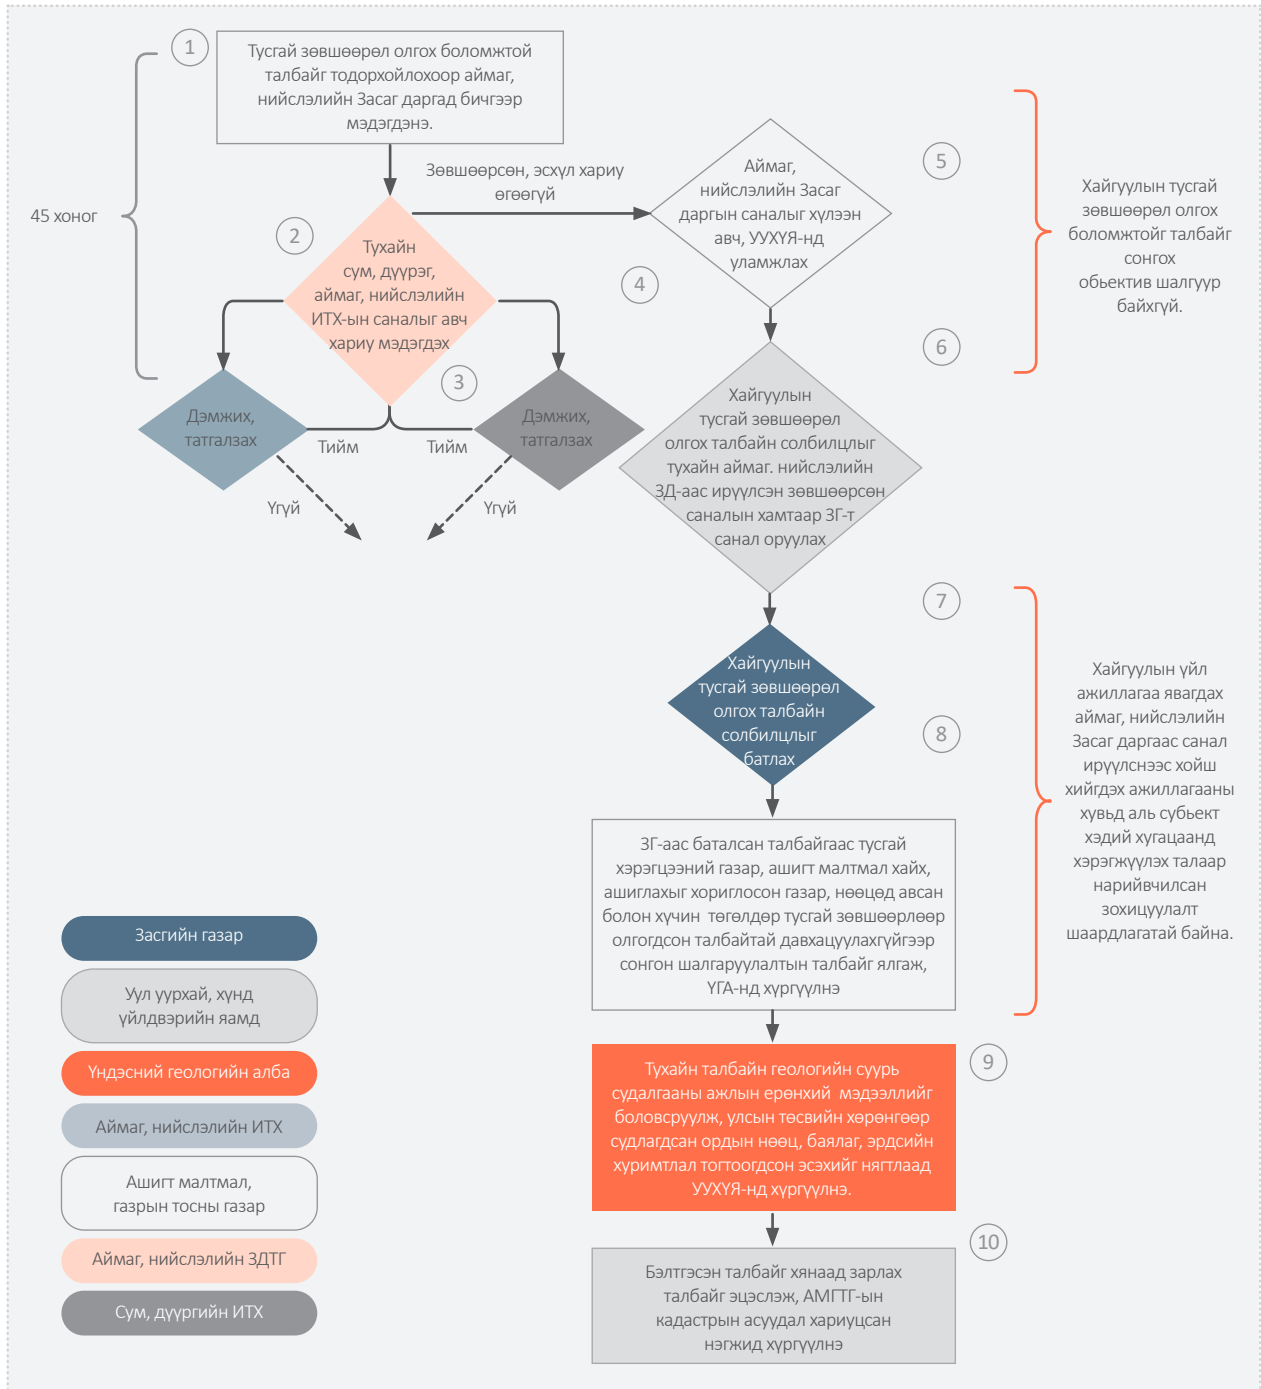 1
Тусгай зөвшөөрөл олгох боломжтой
талбайг тодорхойлохоор аймаг,
нийслэлийн Засаг даргад бичгээр
мэдэгдэнэ.
45 хоног
Зөвшөөрсөн, эсхүл хариу
өгөөгүй
2
Тухайн
сум, дүүрэг,
аймаг, нийслэлийн
ИТХ-ын саналыг авч
хариу мэдэгдэх
3
Дэмжих,
татгалзах
Тийм
Тийм
Дэмжих,
татгалзах
Үгүй
Үгүй
4
Аймаг,
нийслэлийн Засаг
даргын саналыг хүлээн
авч, УУХҮЯ-нд
уламжлах
5
Хайгуулын тусгай
зөвшөөрөл олгох
боломжтойг талбайг
сонгох
обьектив шалгуур
байхгүй.
6
Хайгуулын
тусгай зөвшөөрөл
олгох талбайн солбилцлыг
тухайн аймаг. нийслэлийн
ЗД-аас ирүүлсэн зөвшөөрсөн
саналын хамтаар ЗГ-т
санал оруулах
7
Хайгуулын
тусгай зөвшөөрөл
олгох талбайн
солбилцлыг
батлах
8
Хайгуулын үйл
ажиллагаа явагдах
аймаг, нийслэлийн
Засаг даргаас санал
ирүүлснээс хойш
хийгдэх ажиллагааны
хувьд аль субьект
хэдий хугацаанд
хэрэгжүүлэх талаар
нарийвчилсан
зохицуулалт
шаардлагатай байна.
ЗГ-аас баталсан талбайгаас тусгай
хэрэгцээний газар, ашигт малтмал хайх,
ашиглахыг хориглосон газар, нөөцөд авсан
болон хүчин төгөлдөр тусгай зөвшөөрлөөр
олгогдсон талбайтай давхацуулахгүйгээр
сонгон шалгаруулалтын талбайг ялгаж,
ҮГА-нд хүргүүлнэ
9
Тухайн талбайн геологийн суурь
судалгааны ажлын ерөнхий мэдээллийг
боловсруулж, улсын төсвийн хөрөнгөөр
судлагдсан ордын нөөц, баялаг, эрдсийн
хуримтлал тогтоогдсон эсэхийг нягтлаад
УУХҮЯ-нд хүргүүлнэ.
10
Бэлтгэсэн талбайг хянаад зарлах
талбайг эцэслэж, АМГТГ-ын
кадастрын асуудал хариуцсан
нэгжид хүргүүлнэ
Засгийн газар
Уул уурхай, хүнд
үйлдвэрийн яамд
Үндэсний геологийн алба
Аймаг, нийслэлийн ИТХ
Ашигт малтмал,
газрын тосны газар
Аймаг, нийслэлийн ЗДТГ
Сум, дүүргийн ИТХ